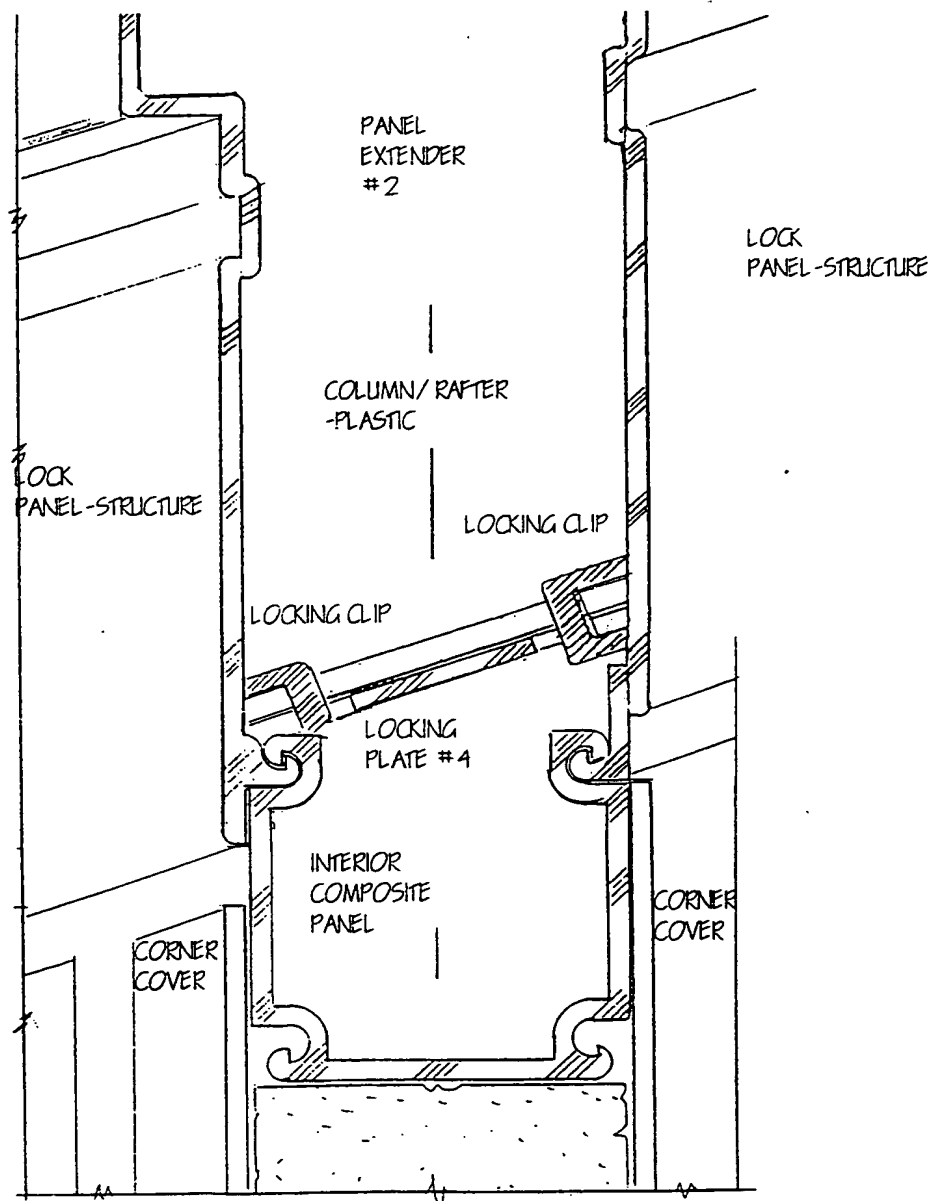 PANEL
EXTENDER
#2
LOCK
PANEL-STRUCTURE
COLUMN/ RAFTER
-PLASTIC
LOCK
PANEL-STRUCTURE
LOCKING CLIP
LOCKING CLIP
LOCKING
PLATE #4
INTERIOR
COMPOSITE
PANEL
CORNER
COVER
CORNER
COVER